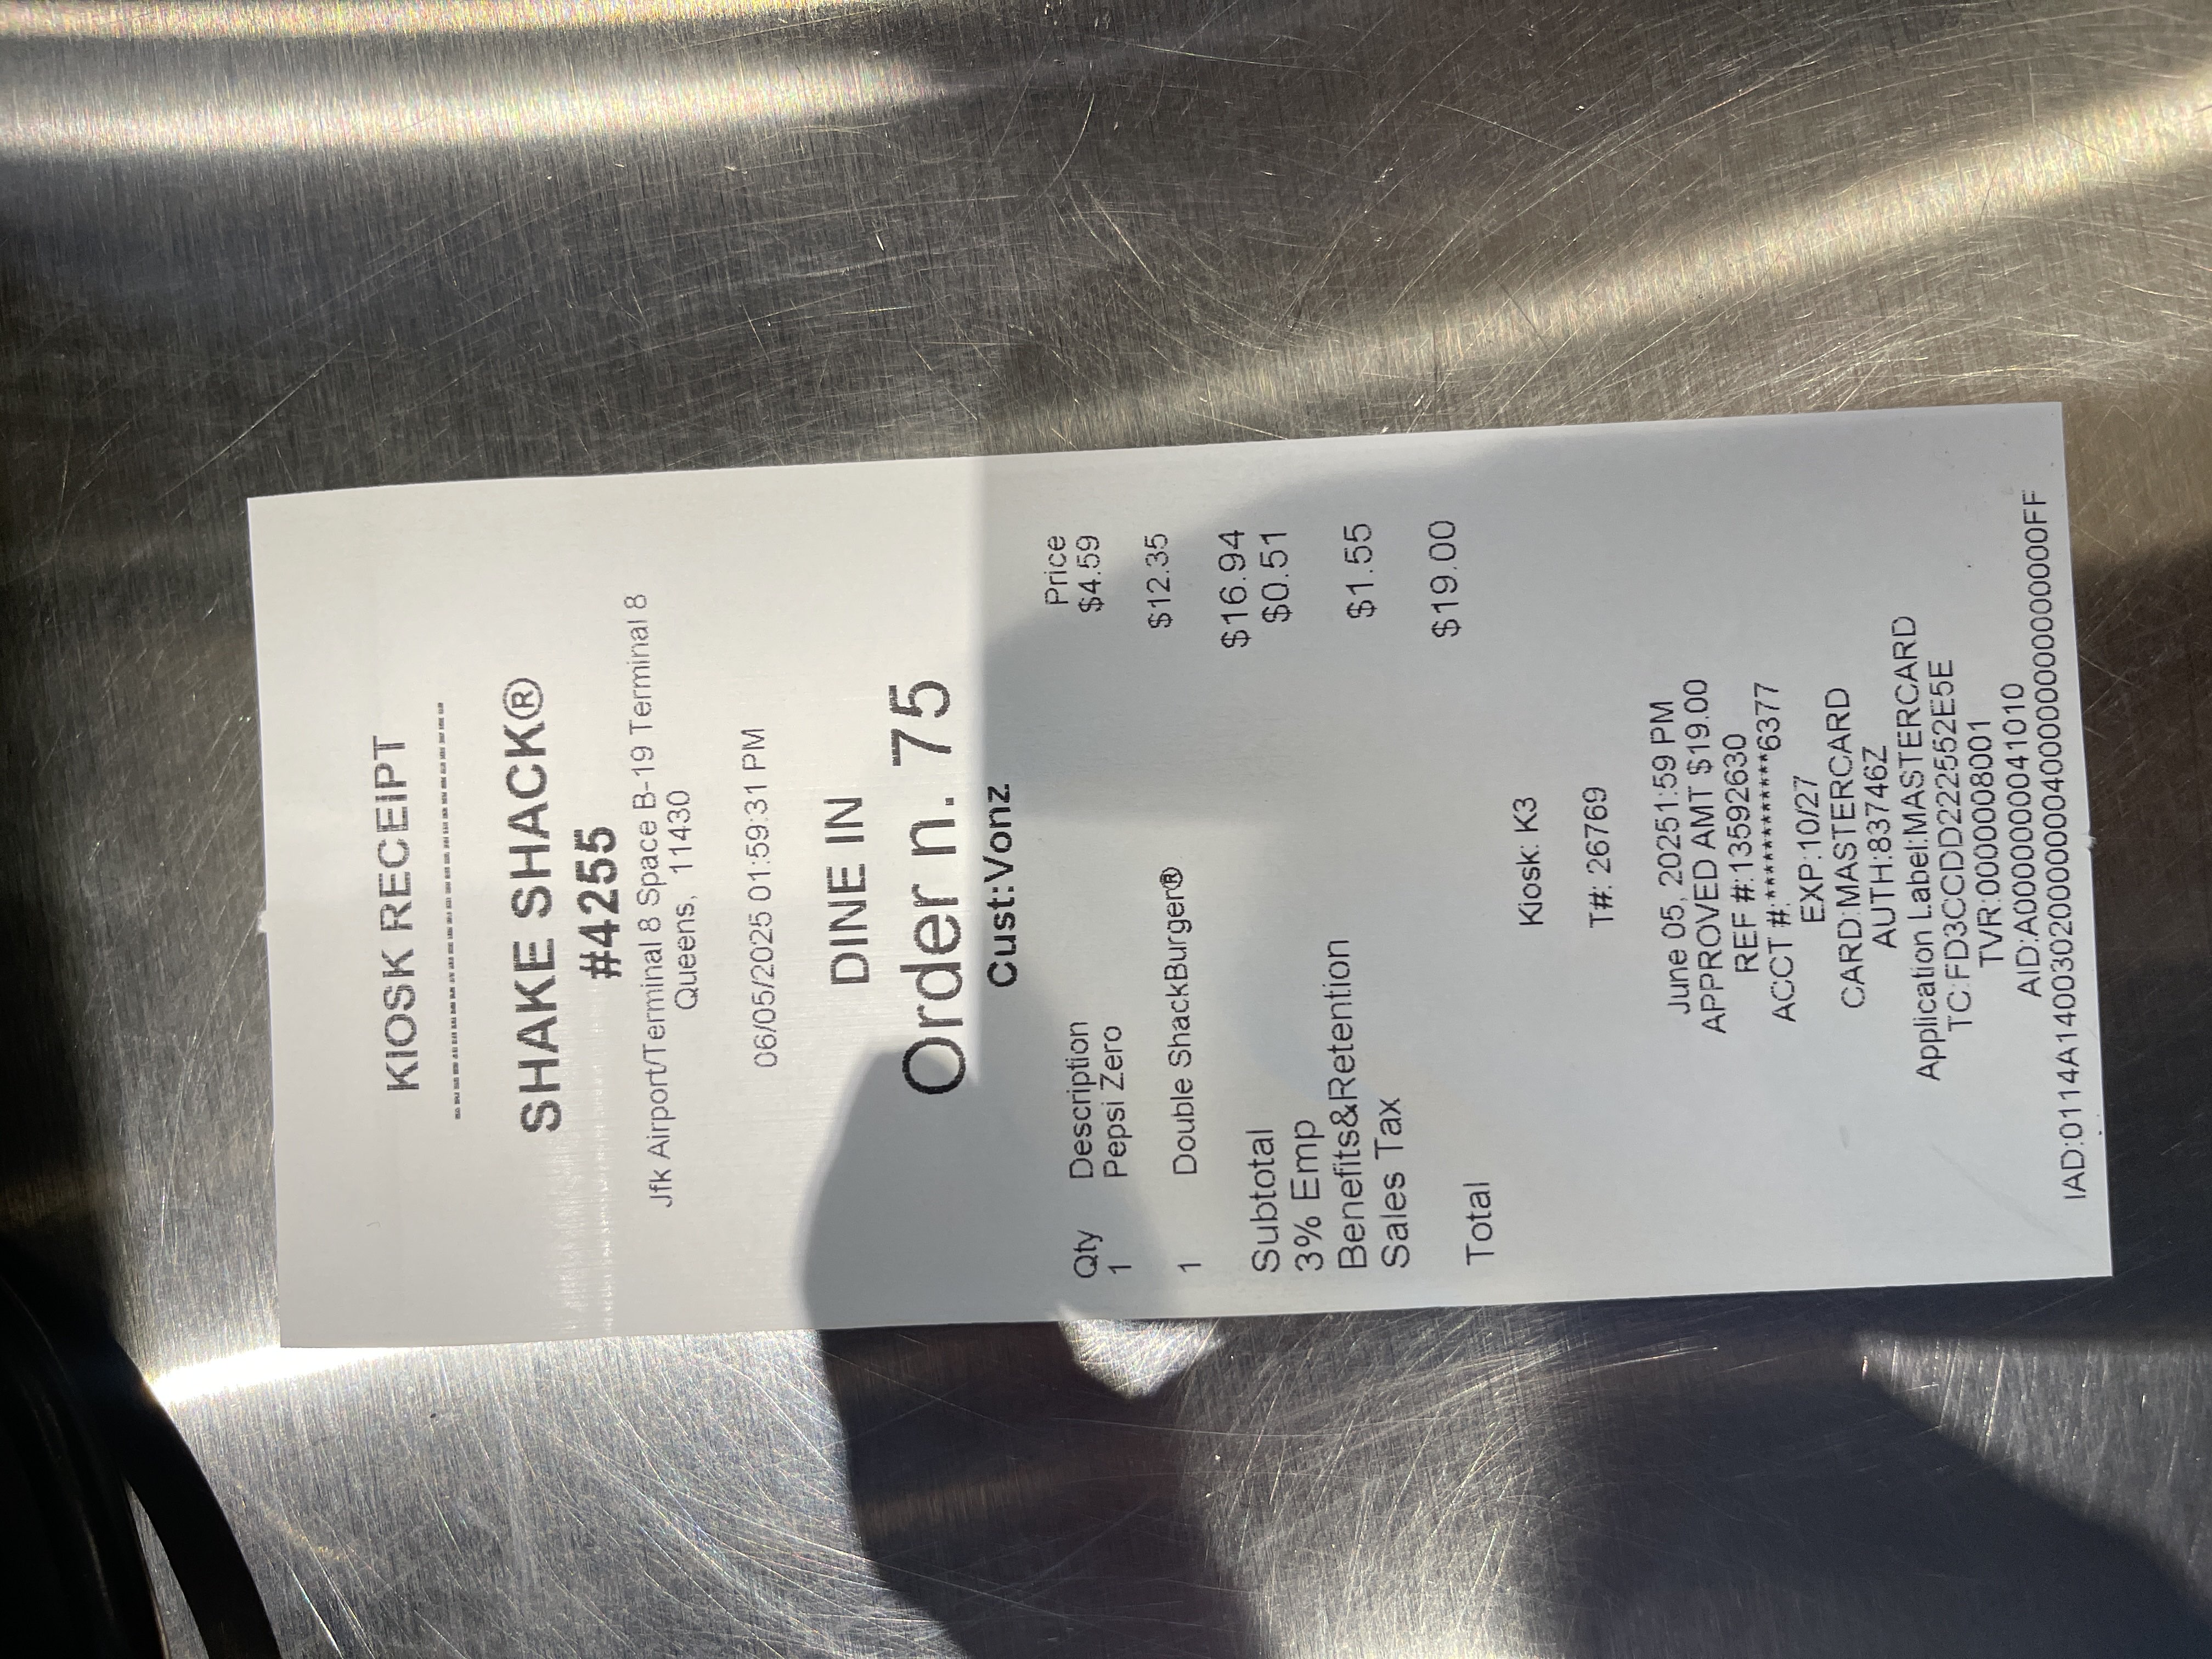 KIOSK RECEIPT
--------------------------------
SHAKE SHACK®
#4255
Jfk Airport/Terminal 8 Space B-19 Terminal 8
Queens, 11430
06/05/2025 01:59:31 PM
DINE IN
Order n. 75
Cust:Vonz
Qty Description Price
1 Pepsi Zero $4.59
1 Double ShackBurger® $12.35
Subtotal $16.94
3% Emp $0.51
Benefits&Retention
Sales Tax $1.55
Total $19.00
Kiosk: K3
T#: 26769
June 05, 20251:59 PM
APPROVED AMT $19.00
REF #:13592630
ACCT #:************6377
EXP:10/27
CARD:MASTERCARD
AUTH:83746Z
Application Label:MASTERCARD
TC:FD3CCDD222552E5E
TVR:0000008001
AID:A0000000041010